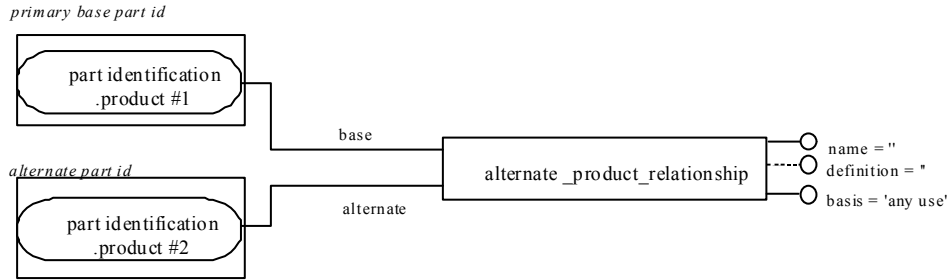 primary base part id
part identification
.product #1
base
name = ''
alternate _product_relationship
definition = ''
alternate part id
alternate
basis = 'any use'
part identification
.product #2